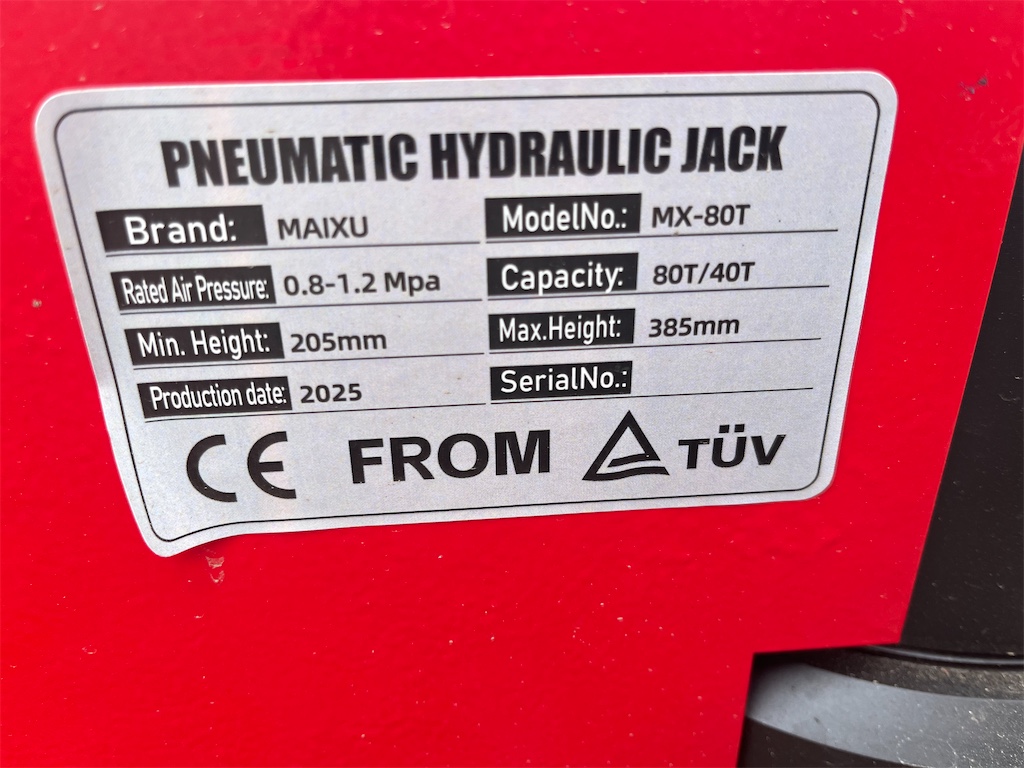 PNEUMATIC HYDRAULIC JACK
Brand: MAIXU ModelNo.: MX-80T
Rated Air Pressure: 0.8-1.2 Mpa Capacity: 80T/40T
Min. Height: 205mm Max.Height: 385mm
Production date: 2025 SerialNo.:
CE FROM TÜV